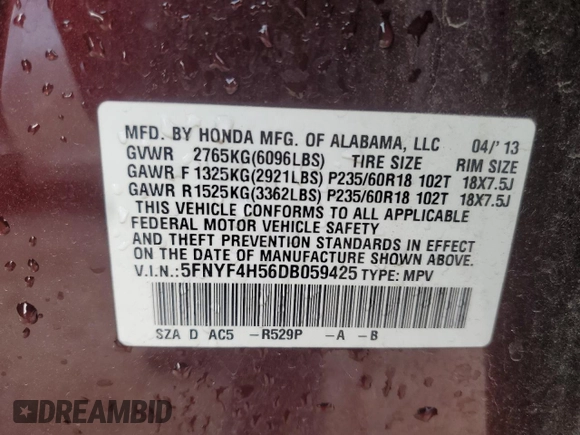 MFD. BY HONDA MFG. OF ALABAMA, LLC 04/'13
GVWR 2765KG(6096LBS) TIRE SIZE RIM SIZE
GAWR F 1325KG(2921LBS) P235/60R18 102T 18X7.5J
GAWR R1525KG(3362LBS) P235/60R18 102T 18X7.5J
THIS VEHICLE CONFORMS TO ALL APPLICABLE
FEDERAL MOTOR VEHICLE SAFETY, BUMPER,
AND THEFT PREVENTION STANDARDS IN EFFECT
ON THE DATE OF MANUFACTURE SHOWN ABOVE.
V.I.N.:5FNYF4H56DB059425 TYPE: MPV
SZA D AC5 -R529P -A -B
DREAMBID